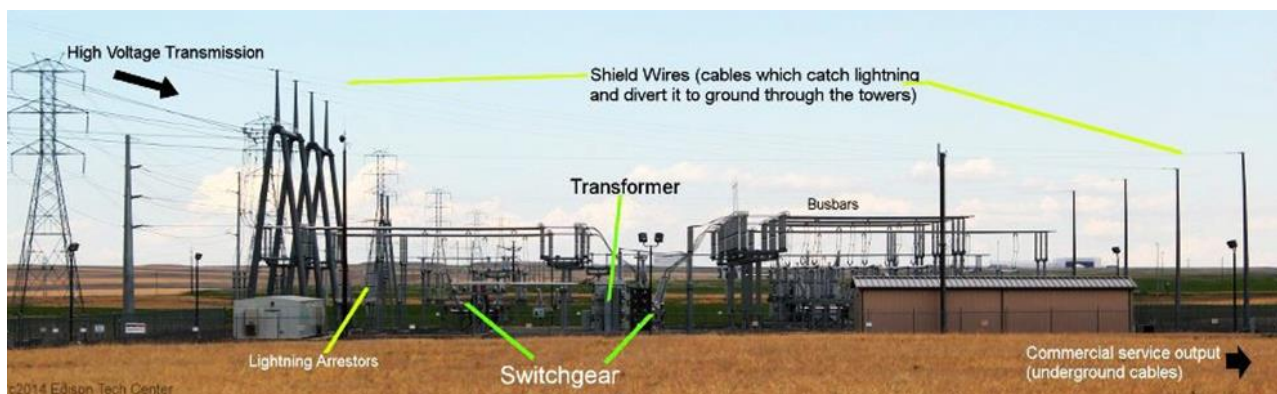 High Voltage Transmission
Shield Wires (cables which catch lightning
and divert it to ground through the towers)
Transformer
Busbars
Lightning Arrestors
Switchgear
Commercial service output
(underground cables)
c2014 Edison Tech Center